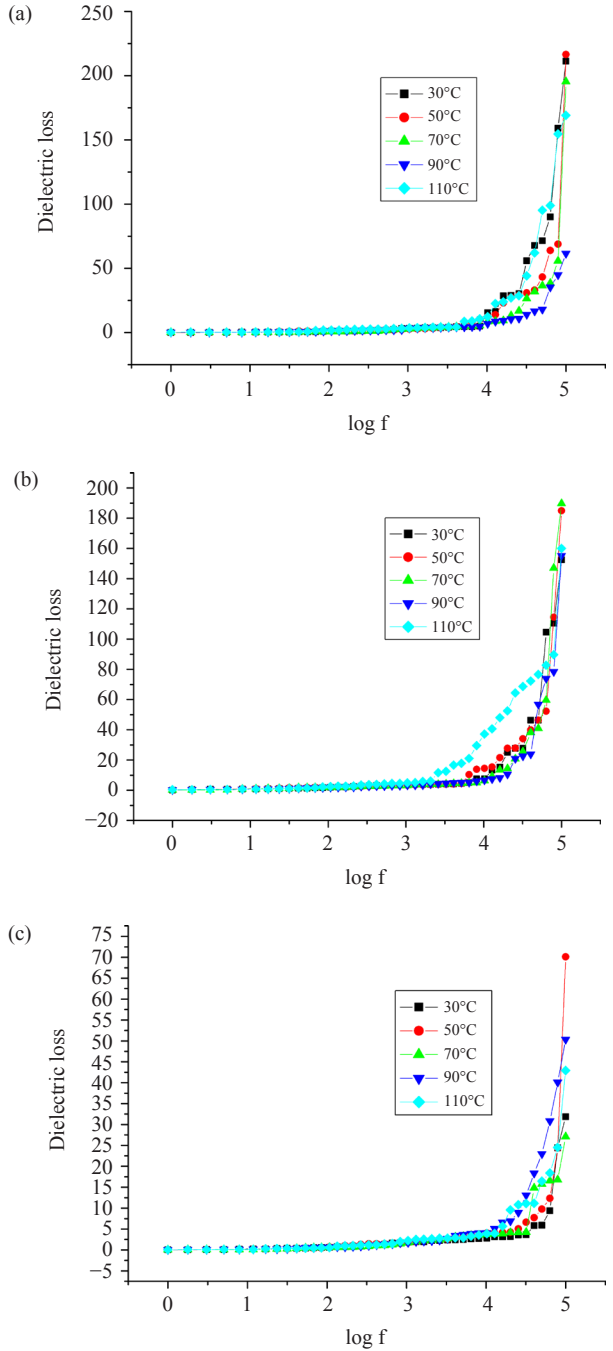 (a)
250
200
150
100
50
0
Dielectric loss
30°C
50°C
70°C
90°C
110°C
0 1 2 3 4 5
log f
(b)
200
180
160
140
120
100
80
60
40
20
0
−20
Dielectric loss
30°C
50°C
70°C
90°C
110°C
0 1 2 3 4 5
log f
(c)
75
70
65
60
55
50
45
40
35
30
25
20
15
10
5
0
−5
Dielectric loss
30°C
50°C
70°C
90°C
110°C
0 1 2 3 4 5
log f